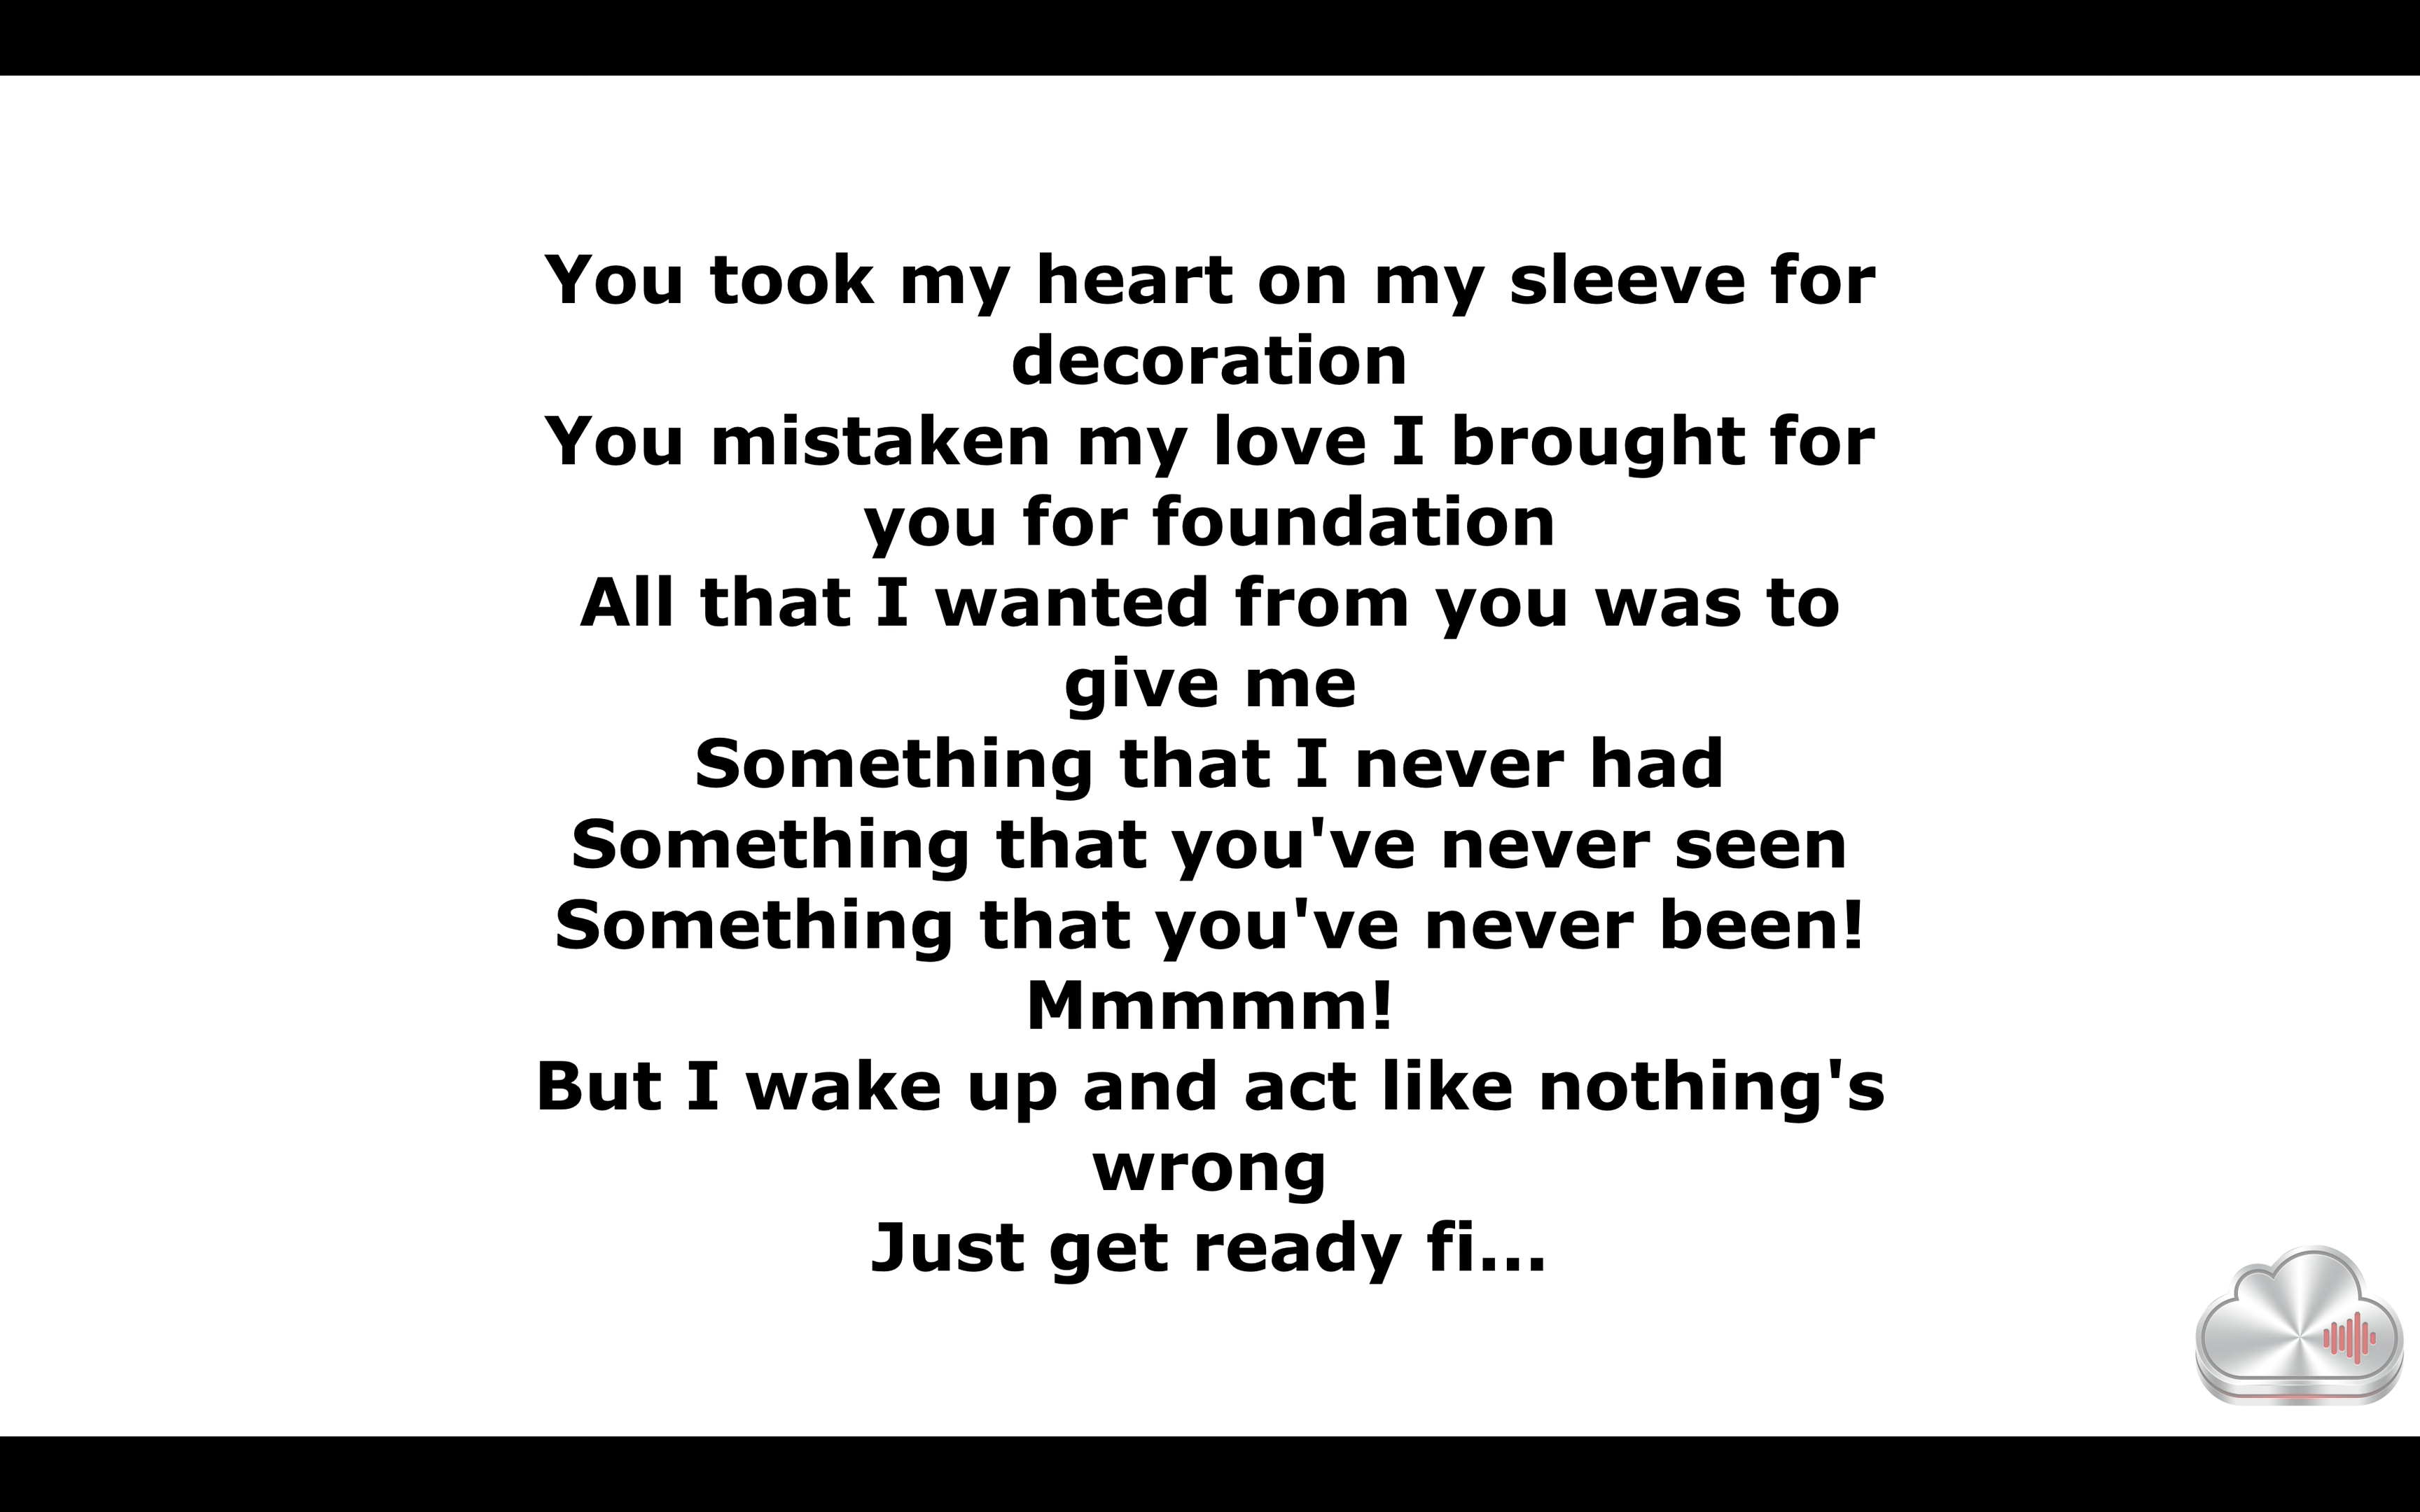 You took my heart on my sleeve for
decoration
You mistaken my love I brought for
you for foundation
All that I wanted from you was to
give me
Something that I never had
Something that you've never seen
Something that you've never been!
Mmmmm!
But I wake up and act like nothing's
wrong
Just get ready fi...